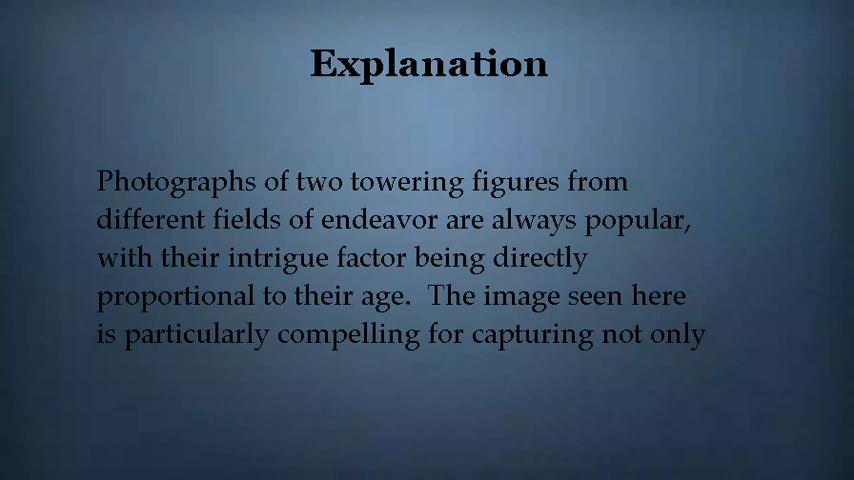 Explanation
Photographs of two towering figures from
different fields of endeavor are always popular,
with their intrigue factor being directly
proportional to their age.  The image seen here
is particularly compelling for capturing not only